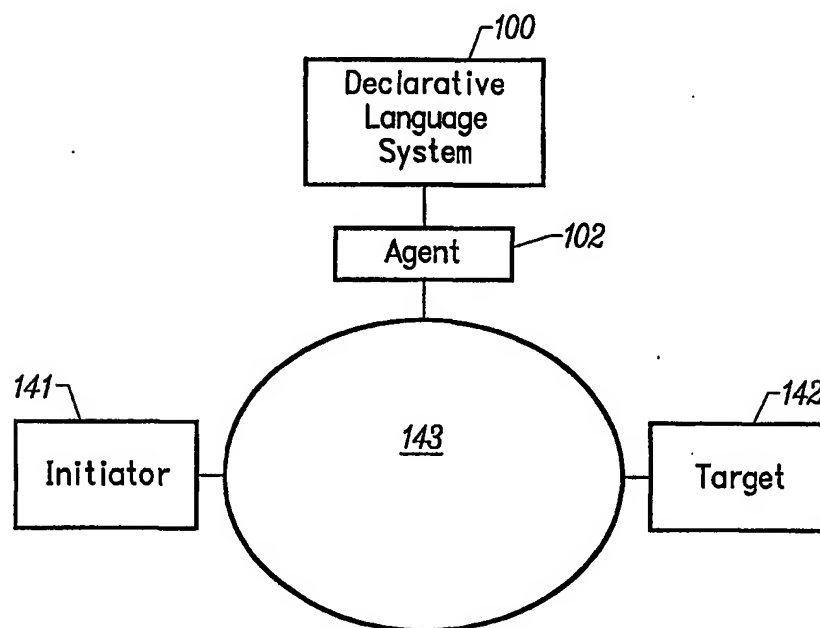 100
Declarative
Language
System
102
Agent
141
Initiator
143
142
Target